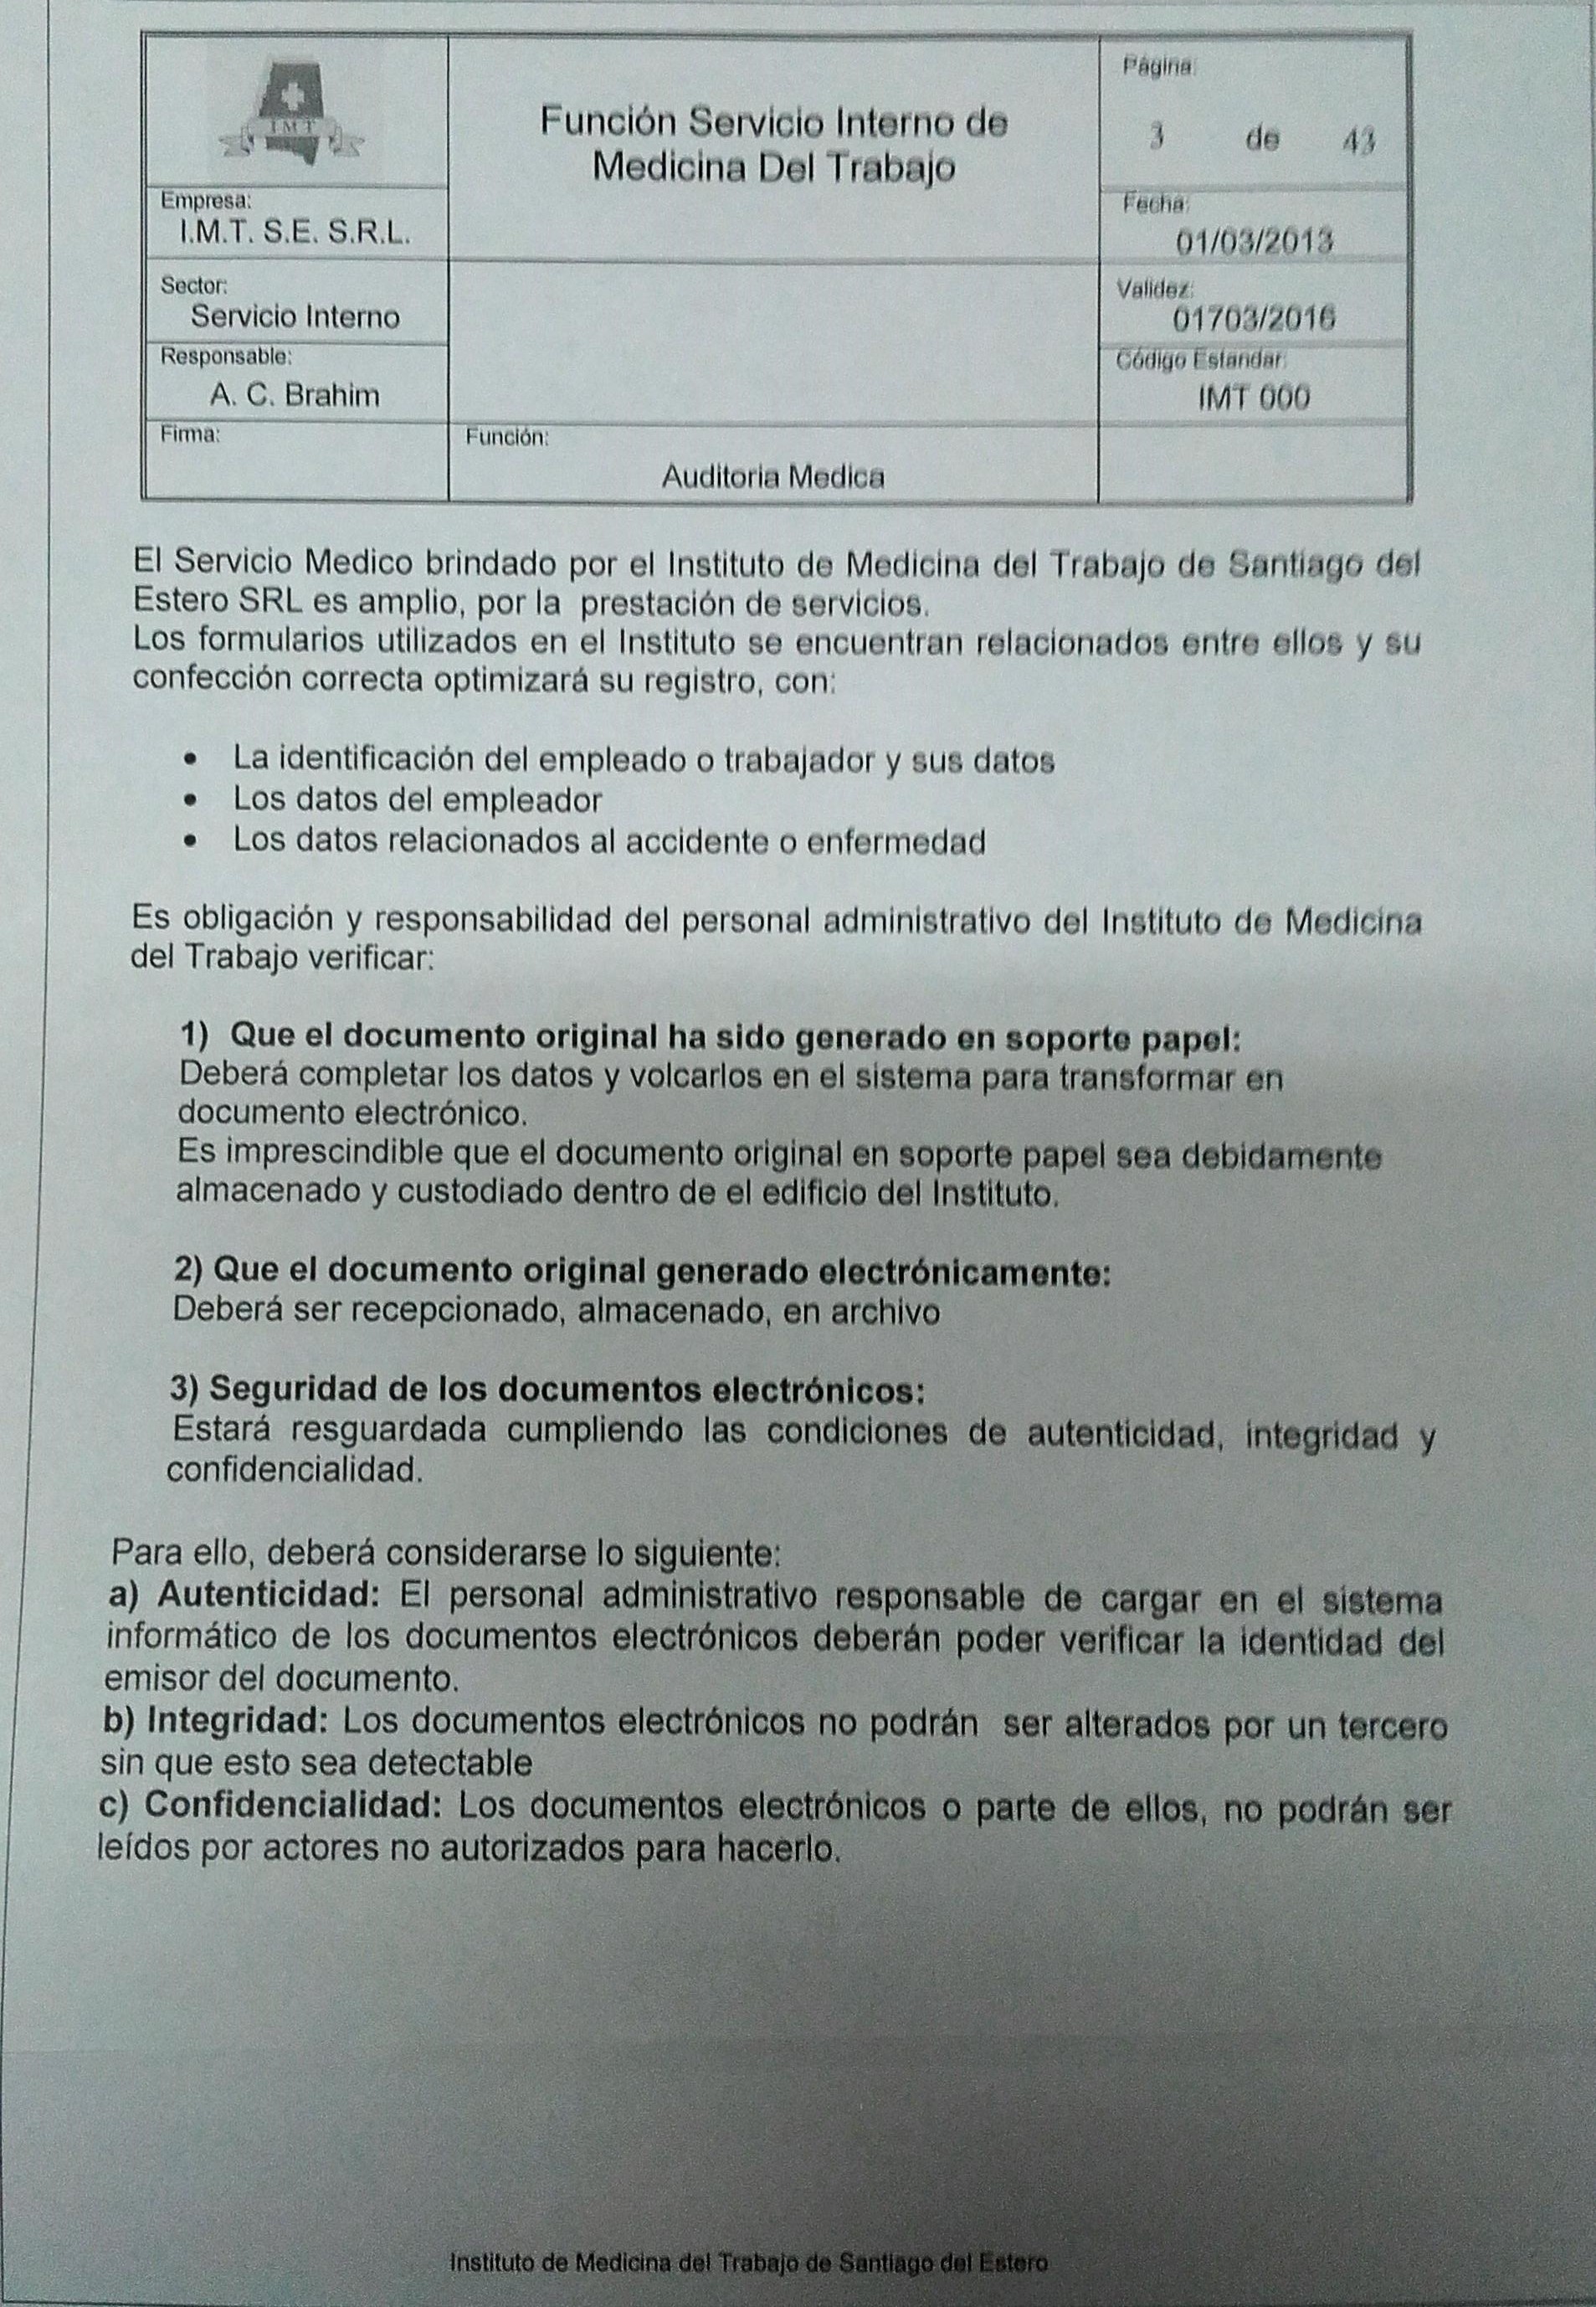 IMT
Función Servicio Interno de
Medicina Del Trabajo
Página:
3 de 43
Empresa:
I.M.T. S.E. S.R.L.
Fecha:
01/03/2013
Sector:
Servicio Interno
Validez:
01703/2016
Responsable:
A. C. Brahim
Código Estandar:
IMT 000
Firma:
Función:
Auditoria Medica
El Servicio Medico brindado por el Instituto de Medicina del Trabajo de Santiago del
Estero SRL es amplio, por la prestación de servicios.
Los formularios utilizados en el Instituto se encuentran relacionados entre ellos y su
confección correcta optimizará su registro, con:
• La identificación del empleado o trabajador y sus datos
• Los datos del empleador
• Los datos relacionados al accidente o enfermedad
Es obligación y responsabilidad del personal administrativo del Instituto de Medicina
del Trabajo verificar:
1) Que el documento original ha sido generado en soporte papel:
Deberá completar los datos y volcarlos en el sistema para transformar en
documento electrónico.
Es imprescindible que el documento original en soporte papel sea debidamente
almacenado y custodiado dentro de el edificio del Instituto.
2) Que el documento original generado electrónicamente:
Deberá ser recepcionado, almacenado, en archivo
3) Seguridad de los documentos electrónicos:
Estará resguardada cumpliendo las condiciones de autenticidad, integridad y
confidencialidad.
Para ello, deberá considerarse lo siguiente:
a) Autenticidad: El personal administrativo responsable de cargar en el sistema
informático de los documentos electrónicos deberán poder verificar la identidad del
emisor del documento.
b) Integridad: Los documentos electrónicos no podrán ser alterados por un tercero
sin que esto sea detectable
c) Confidencialidad: Los documentos electrónicos o parte de ellos, no podrán ser
leídos por actores no autorizados para hacerlo.
Instituto de Medicina del Trabajo de Santiago del Estero